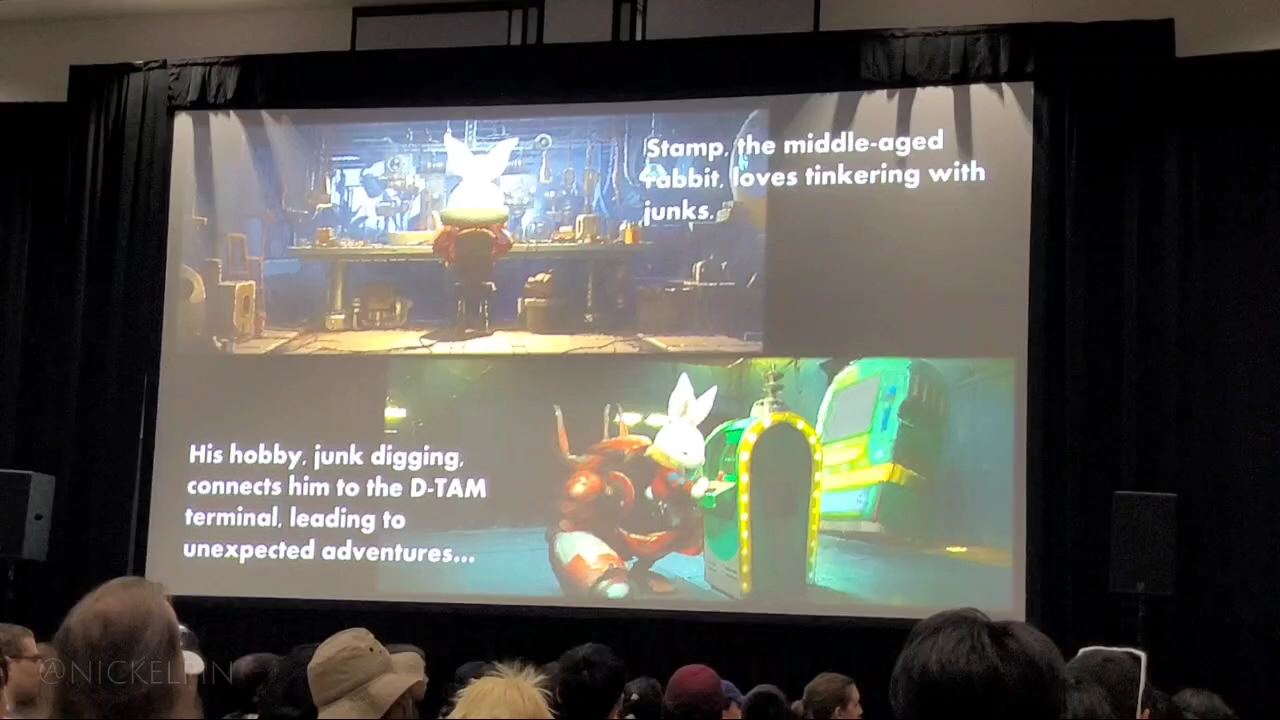 Stamp, the middle-aged
rabbit, loves tinkering with
junks.
His hobby, junk digging,
connects him to the D-TAM
terminal, leading to
unexpected adventures...
@NICKELPIN